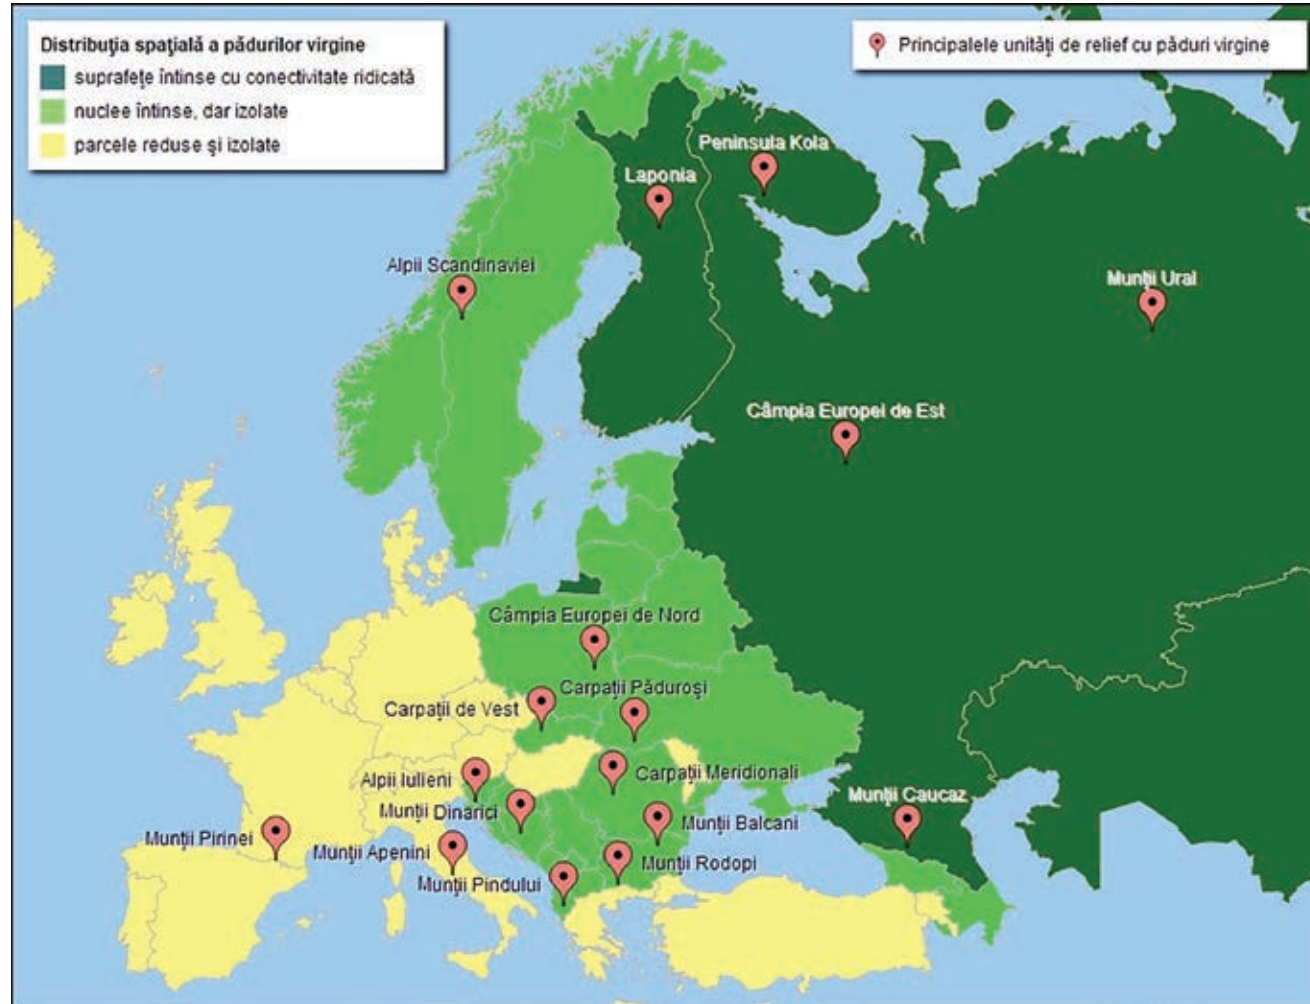 Distribuția spațială a pădurilor virgine
suprafețe întinse cu conectivitate ridicată
nuclee întinse, dar izolate
parcele reduse și izolate
Principalele unități de relief cu păduri virgine
Peninsula Kola
Laponia
Alpii Scandinaviei
Munții Ural
Câmpia Europei de Est
Câmpia Europei de Nord
Carpații Păduroși
Carpații de Vest
Alpii Iulieni
Carpații Meridionali
Munții Caucaz
Munții Dinarici
Munții Balcani
Munții Pirinei
Munții Apenini
Munții Rodopi
Munții Pindului